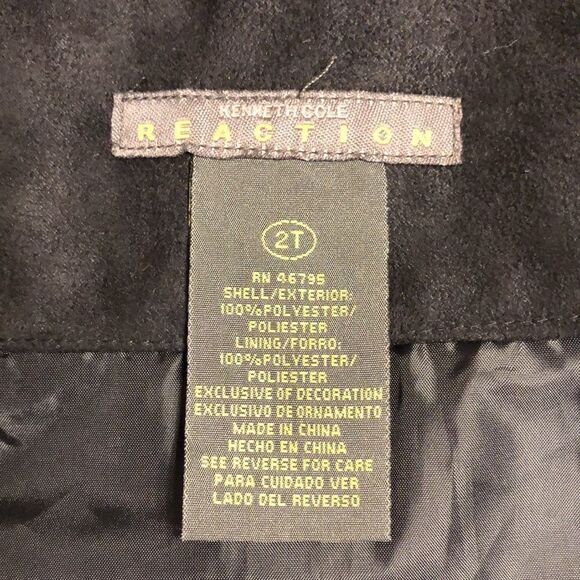 KENNETH COLE
REACTION
2T
RN 46795
SHELL/EXTERIOR:
100%POLYESTER/
POLIESTER
LINING/FORRO:
100%POLYESTER/
POLIESTER
EXCLUSIVE OF DECORATION
EXCLUSIVO DE ORNAMENTO
MADE IN CHINA
HECHO EN CHINA
SEE REVERSE FOR CARE
PARA CUIDADO VER
LADO DEL REVERSO